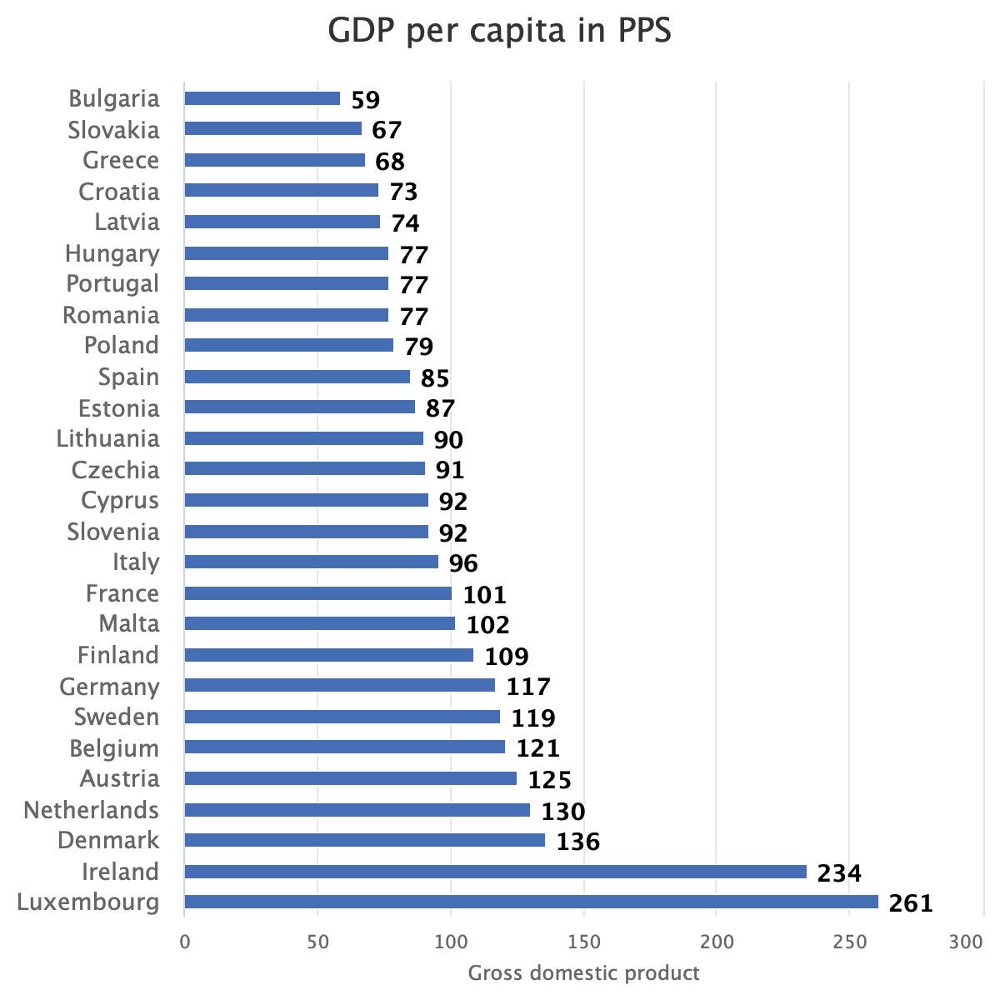 GDP per capita in PPS
Bulgaria 59
Slovakia 67
Greece 68
Croatia 73
Latvia 74
Hungary 77
Portugal 77
Romania 77
Poland 79
Spain 85
Estonia 87
Lithuania 90
Czechia 91
Cyprus 92
Slovenia 92
Italy 96
France 101
Malta 102
Finland 109
Germany 117
Sweden 119
Belgium 121
Austria 125
Netherlands 130
Denmark 136
Ireland 234
Luxembourg 261
0 50 100 150 200 250 300
Gross domestic product